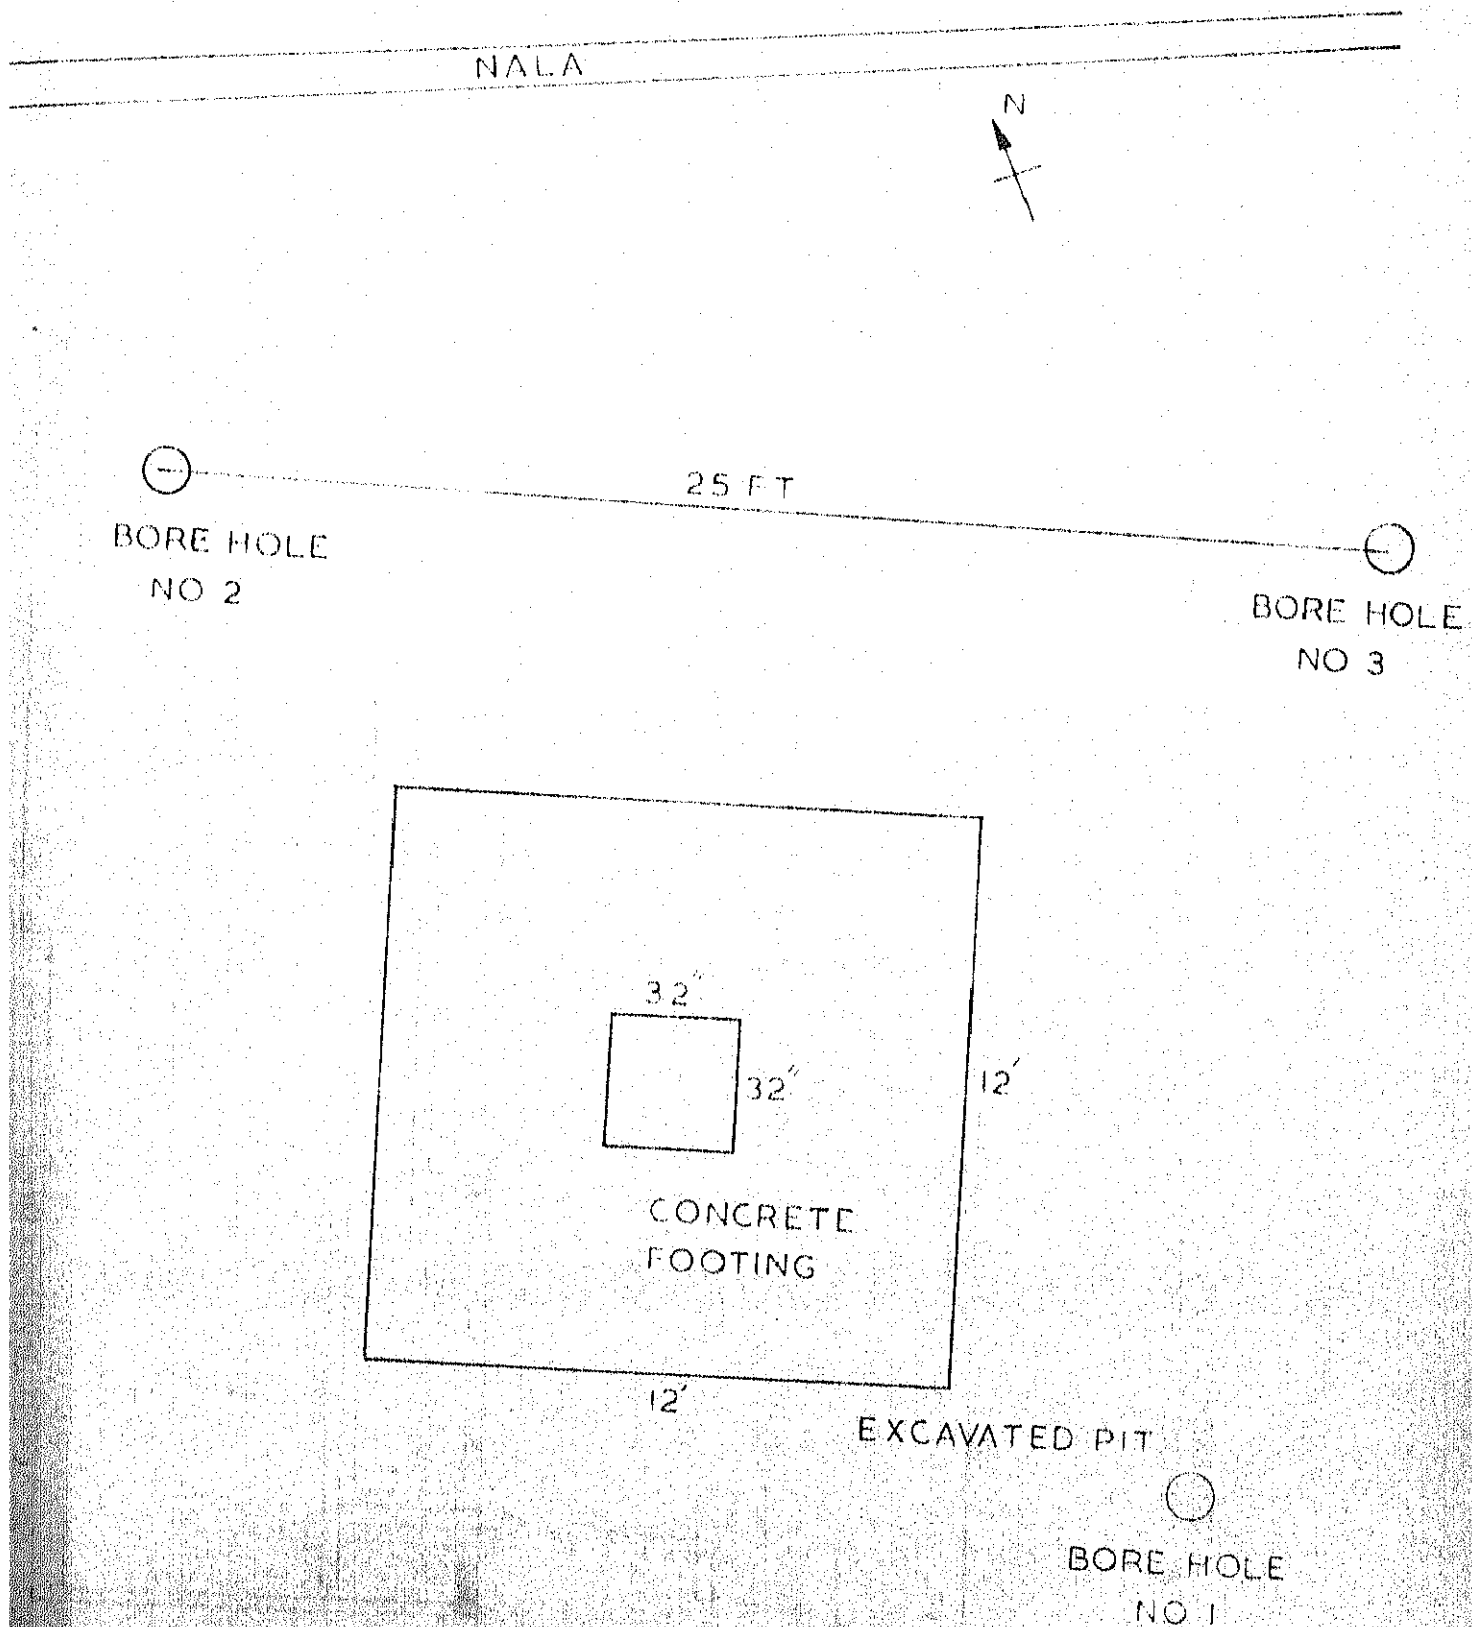 NALA
N
25 FT
BORE HOLE
NO 2
BORE HOLE
NO 3
32"
32"
12'
CONCRETE
FOOTING
12'
EXCAVATED PIT
BORE HOLE
NO 1